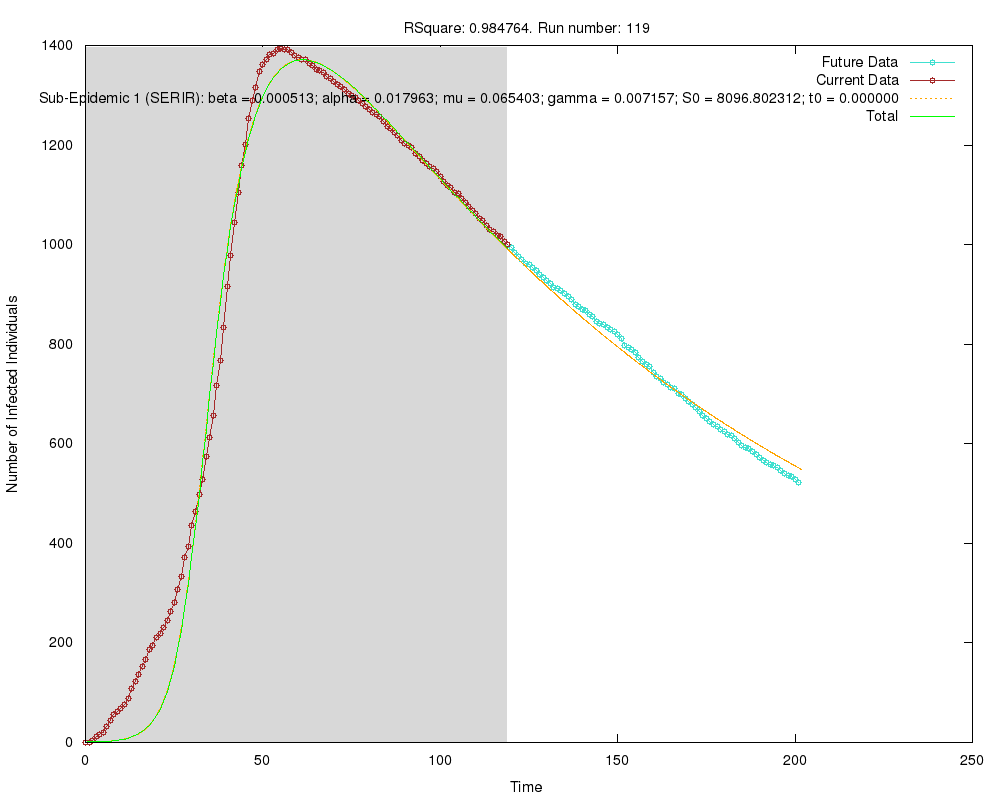 RSquare: 0.984764. Run number: 119
Future Data
Current Data
Sub-Epidemic 1 (SERIR): beta = 0.000513; alpha = 0.017963; mu = 0.065403; gamma = 0.007157; S0 = 8096.802312; t0 = 0.000000
Total
Number of Infected Individuals
1400
1200
1000
800
600
400
200
0
0 50 100 150 200 250
Time